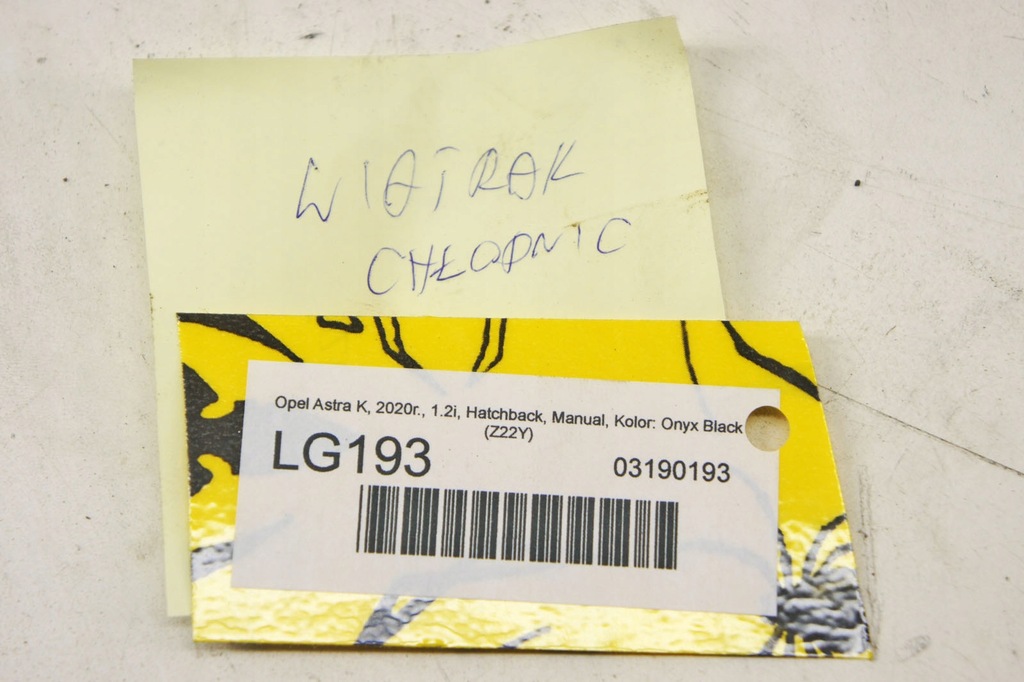 WIATRAK
CHŁODNIC
Opel Astra K, 2020r., 1.2i, Hatchback, Manual, Kolor: Onyx Black
(Z22Y)
LG193
03190193